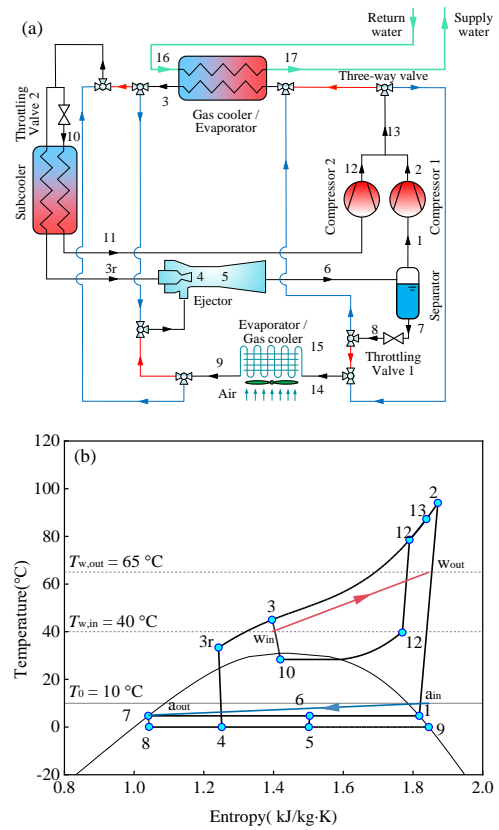 (a)
Return
water
Supply
water
16
17
3
Gas cooler /
Evaporator
Three-way valve
Throttling
Valve 2
10
13
Compressor 2
12
2
Compressor 1
Subcooler
11
1
3r
4
5
6
Ejector
Separator
8
7
Throttling
Valve 1
Evaporator /
Gas cooler
15
9
14
Air
(b)
120
100
80
60
40
20
0
-20
Temperature(℃)
2
13
12
Tw,out = 65 °C
wout
3
Tw,in = 40 °C
win
3r
12
10
T0 = 10 °C
aout
6
ain
7
1
8
4
5
9
0.8
1.0
1.2
1.4
1.6
1.8
2.0
Entropy( kJ/kg·K)